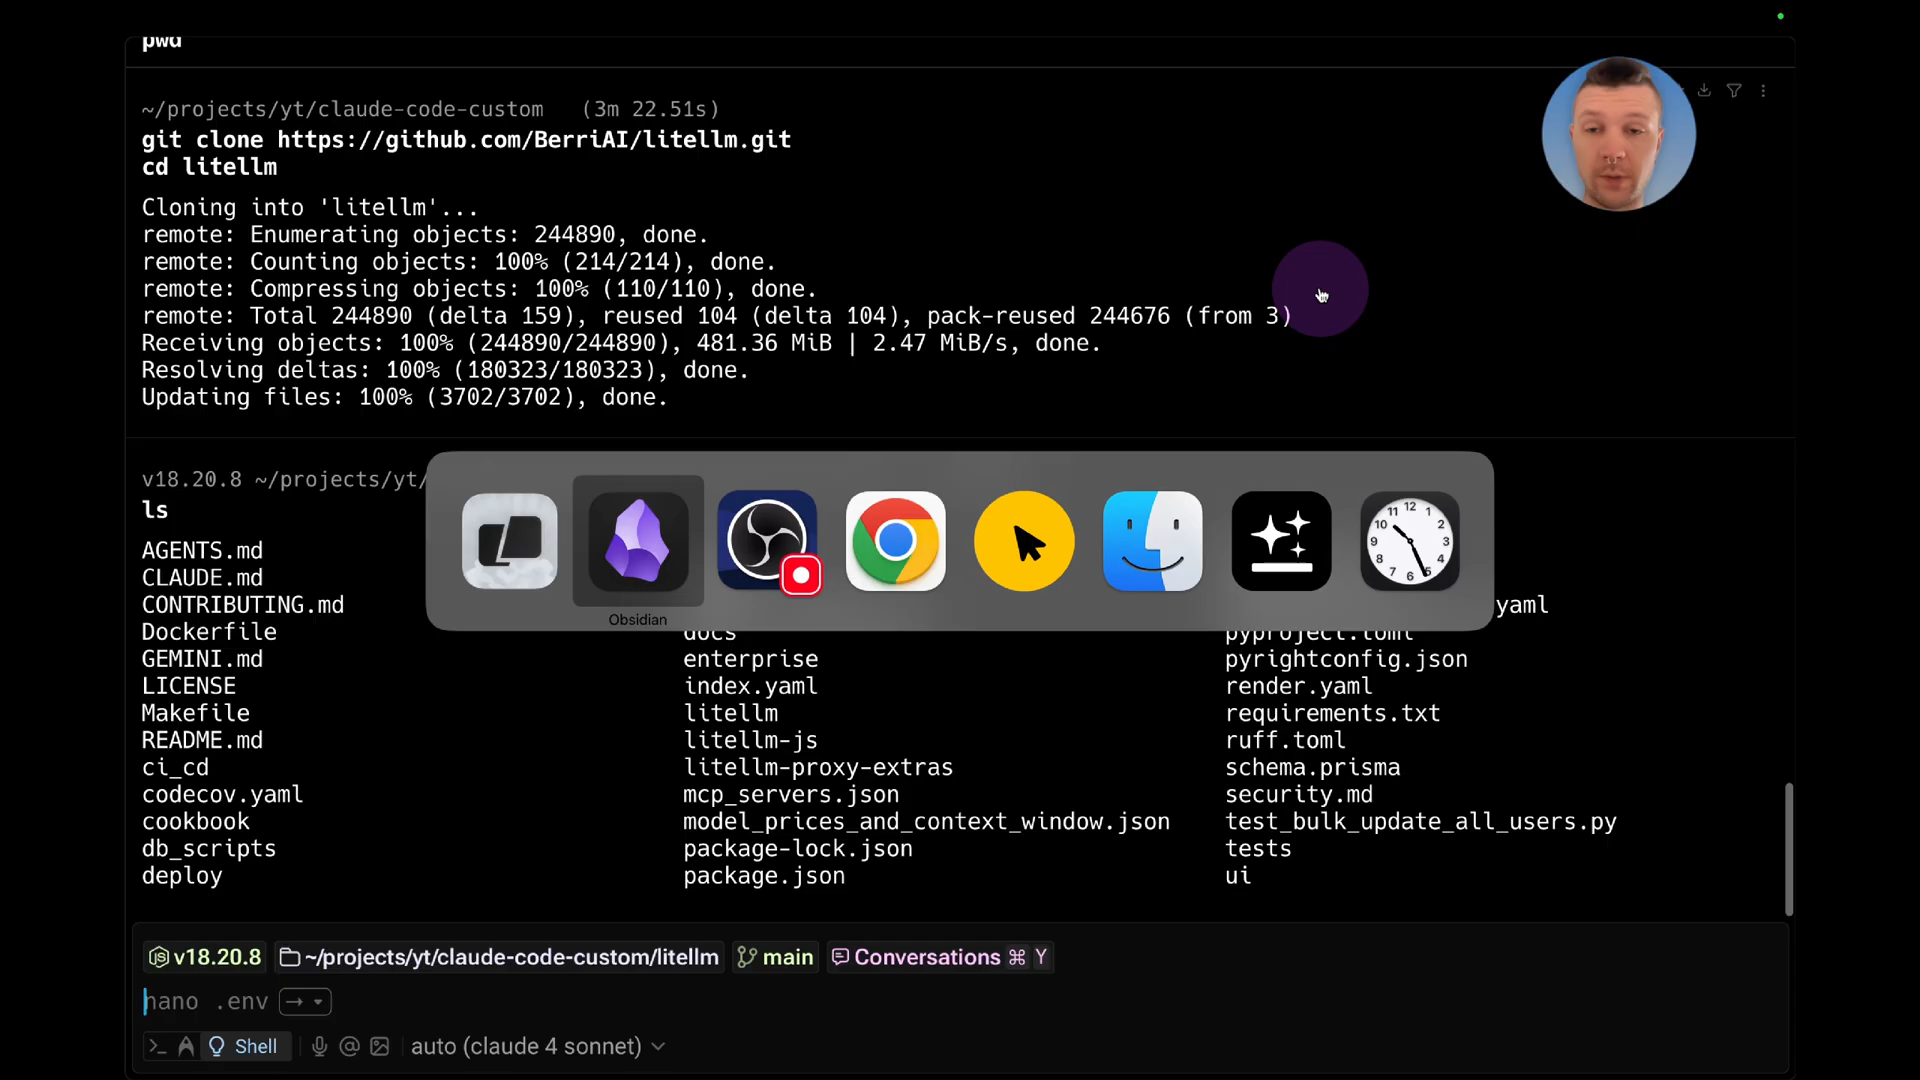 pwd
~/projects/yt/claude-code-custom (3m 22.51s)
git clone https://github.com/BerriAI/litellm.git
cd litellm
Cloning into 'litellm'...
remote: Enumerating objects: 244890, done.
remote: Counting objects: 100% (214/214), done.
remote: Compressing objects: 100% (110/110), done.
remote: Total 244890 (delta 159), reused 104 (delta 104), pack-reused 244676 (from 3)
Receiving objects: 100% (244890/244890), 481.36 MiB | 2.47 MiB/s, done.
Resolving deltas: 100% (180323/180323), done.
Updating files: 100% (3702/3702), done.
v18.20.8 ~/projects/yt/
ls
AGENTS.md
CLAUDE.md
CONTRIBUTING.md yaml
Obsidian
Dockerfile docs pyproject.toml
GEMINI.md enterprise pyrightconfig.json
LICENSE index.yaml render.yaml
Makefile litellm requirements.txt
README.md litellm-js ruff.toml
ci_cd litellm-proxy-extras schema.prisma
codecov.yaml mcp_servers.json security.md
cookbook model_prices_and_context_window.json test_bulk_update_all_users.py
db_scripts package-lock.json tests
deploy package.json ui
v18.20.8 ~/projects/yt/claude-code-custom/litellm main Conversations ⌘ Y
nano .env →
Shell @ auto (claude 4 sonnet)